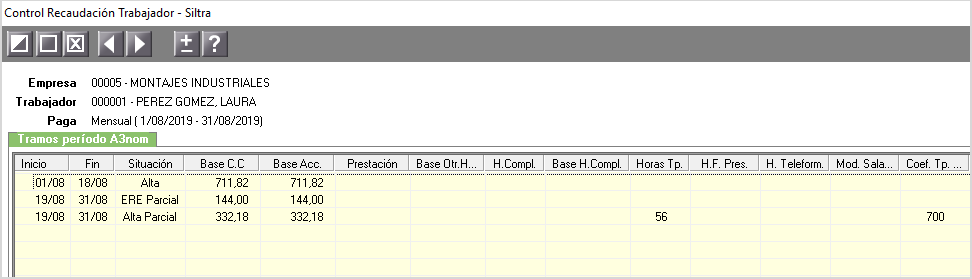 Control Recaudación Trabajador - Siltra
Empresa 00005 - MONTAJES INDUSTRIALES
Trabajador 000001 - PEREZ GOMEZ, LAURA
Paga Mensual ( 1/08/2019 - 31/08/2019)
Tramos período A3nom
Inicio Fin Situación Base C.C Base Acc. Prestación Base Otr.H... H.Compl. Base H.Compl. Horas Tp. H.F. Pres. H. Teleform. Mod. Sala... Coef. Tp. ...
01/08 18/08 Alta 711,82 711,82
19/08 31/08 ERE Parcial 144,00 144,00
19/08 31/08 Alta Parcial 332,18 332,18 56 700